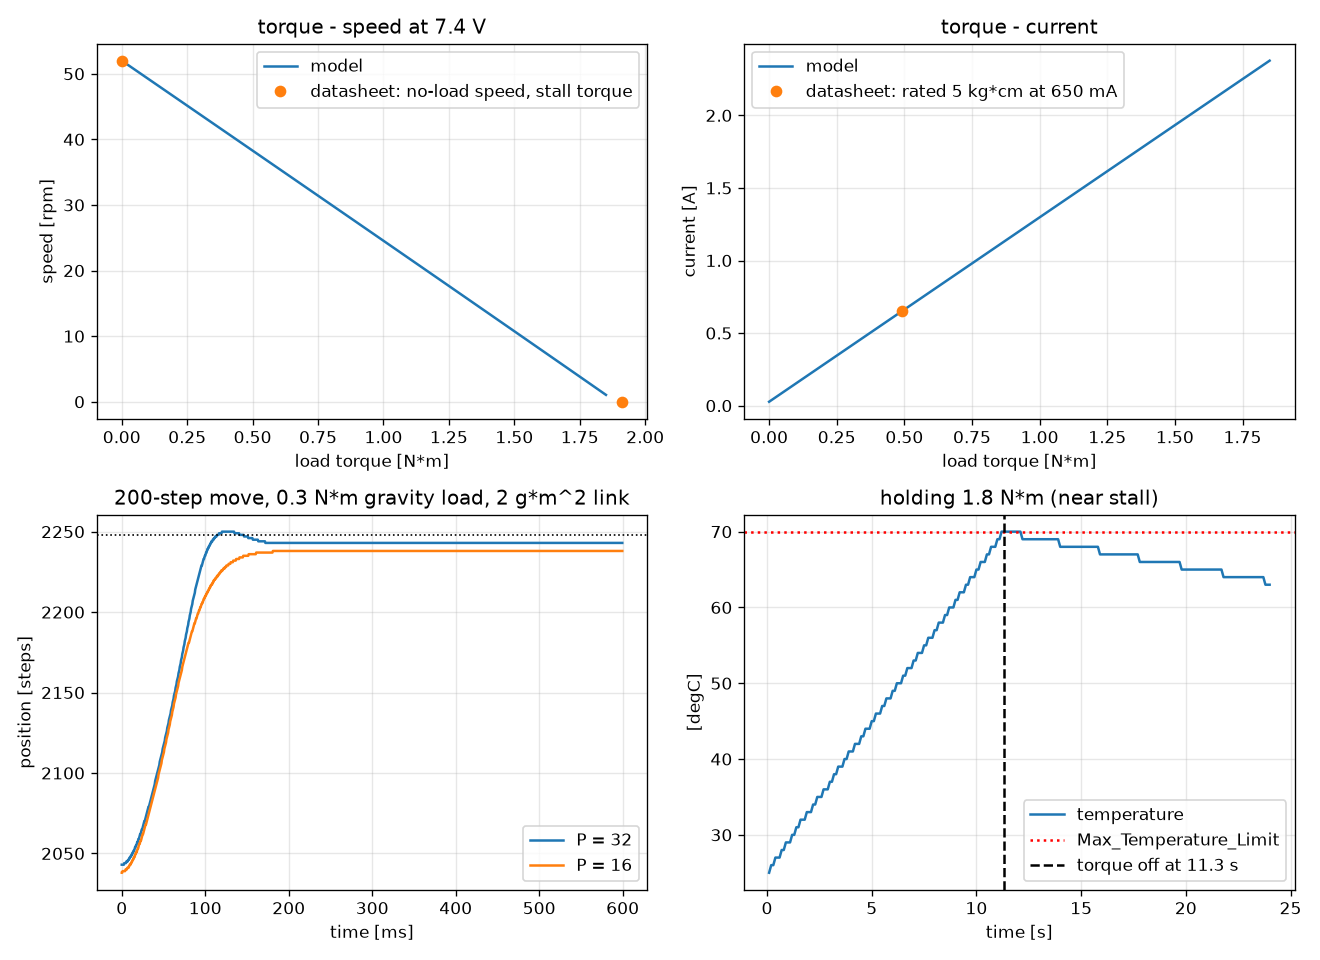 torque - speed at 7.4 V
model
datasheet: no-load speed, stall torque
speed [rpm]
50
40
30
20
10
0
0.00 0.25 0.50 0.75 1.00 1.25 1.50 1.75 2.00
load torque [N*m]
torque - current
model
datasheet: rated 5 kg*cm at 650 mA
current [A]
2.0
1.5
1.0
0.5
0.0
0.00 0.25 0.50 0.75 1.00 1.25 1.50 1.75
load torque [N*m]
200-step move, 0.3 N*m gravity load, 2 g*m^2 link
position [steps]
2250
2200
2150
2100
2050
P = 32
P = 16
0 100 200 300 400 500 600
time [ms]
holding 1.8 N*m (near stall)
[degC]
70
60
50
40
30
temperature
Max_Temperature_Limit
torque off at 11.3 s
0 5 10 15 20 25
time [s]